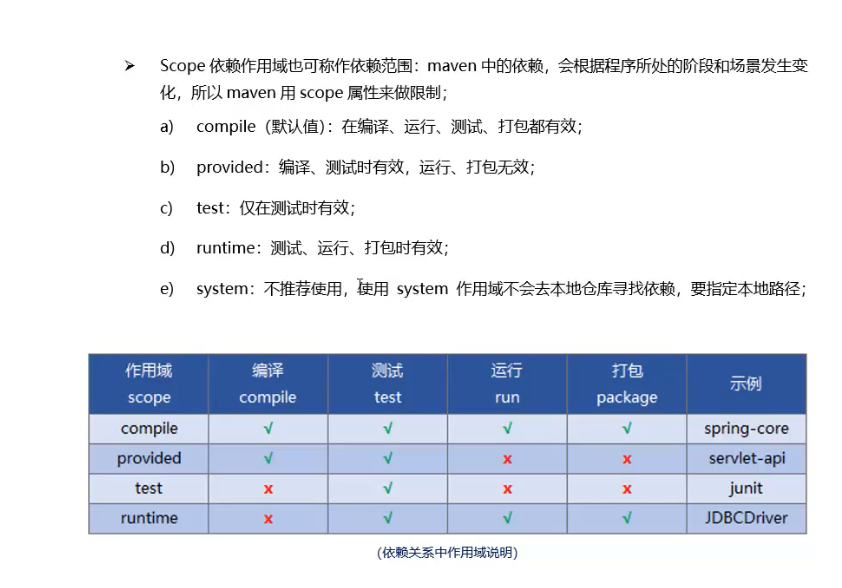 ➢ Scope 依赖作用域也可称作依赖范围：maven 中的依赖，会根据程序所处的阶段和场景发生变
化，所以 maven 用 scope 属性来做限制；
a) compile（默认值）：在编译、运行、测试、打包都有效；
b) provided：编译、测试时有效，运行、打包无效；
c) test：仅在测试时有效；
d) runtime：测试、运行、打包时有效；
e) system：不推荐使用，使用 system 作用域不会去本地仓库寻找依赖，要指定本地路径；
作用域 编译 测试 运行 打包 示例
scope compile test run package
compile √ √ √ √ spring-core
provided √ √ x x servlet-api
test x √ x x junit
runtime x √ √ √ JDBCDriver
(依赖关系中作用域说明)